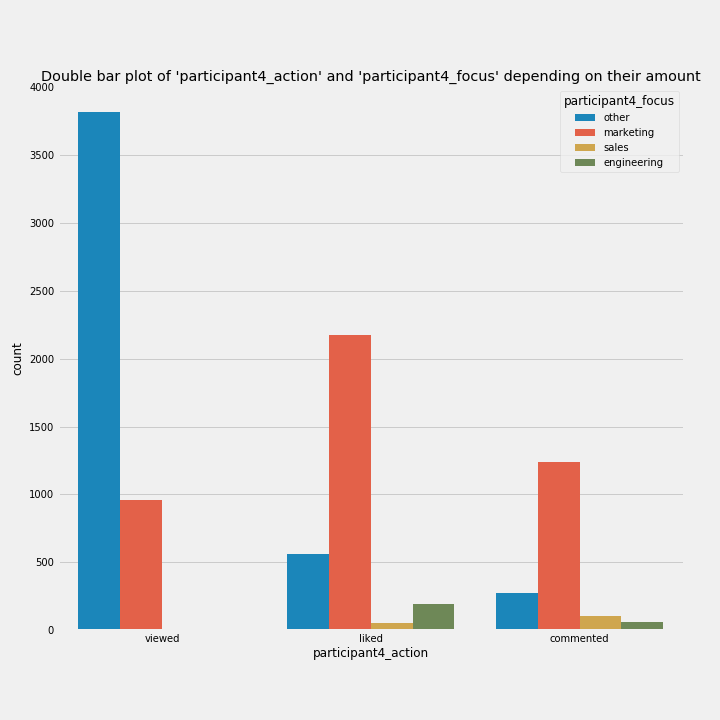 Double bar plot of 'participant4_action' and 'participant4_focus' depending on their amount
participant4_focus
other
marketing
sales
engineering
4000
3500
3000
2500
2000
1500
1000
500
0
count
viewed
liked
commented
participant4_action